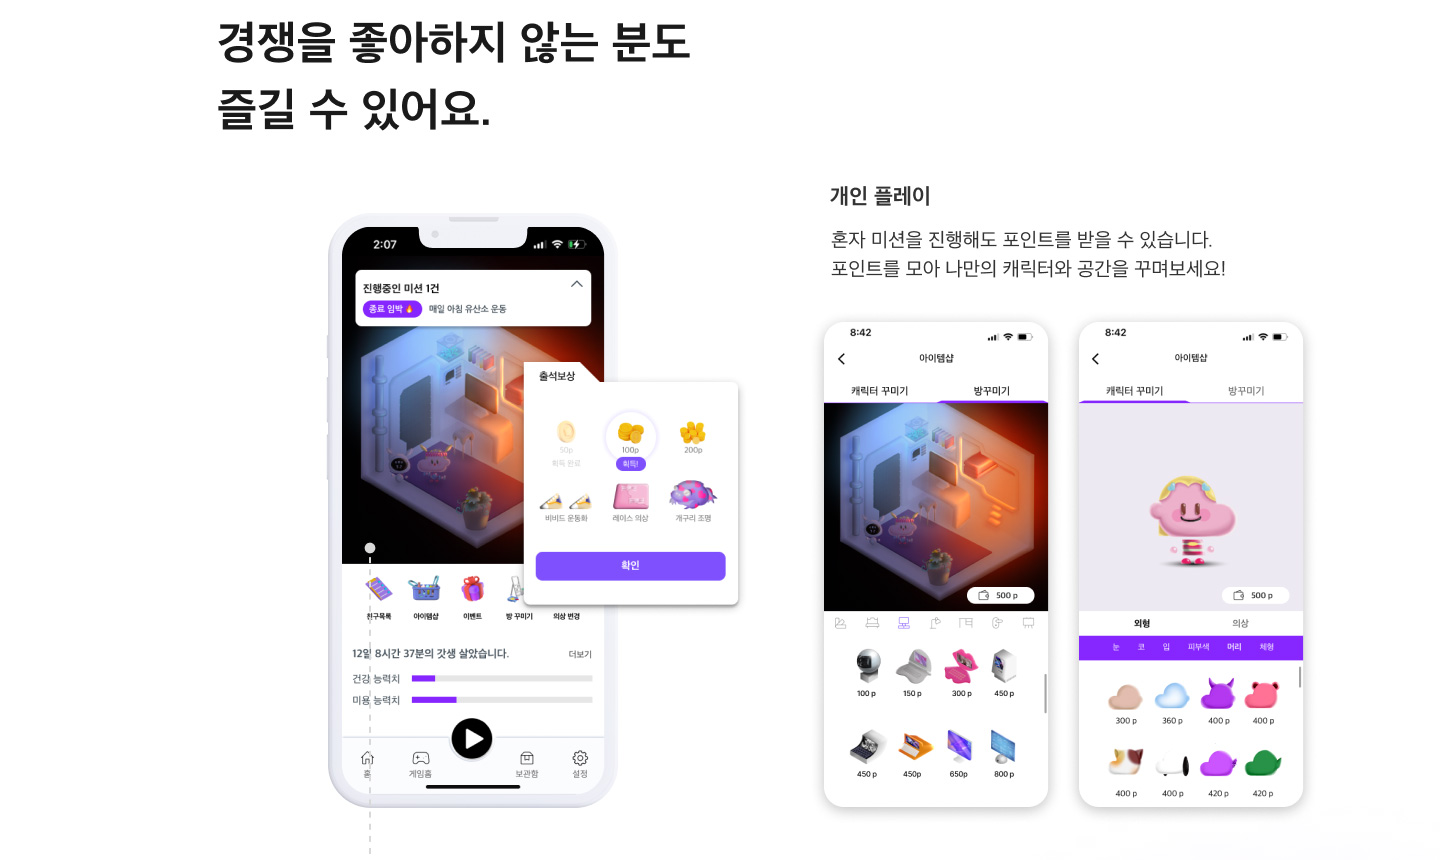 경쟁을 좋아하지 않는 분도
즐길 수 있어요.
개인 플레이
혼자 미션을 진행해도 포인트를 받을 수 있습니다.
포인트를 모아 나만의 캐릭터와 공간을 꾸며보세요!
2:07
진행중인 미션 1건
종료 임박🔥 매일 아침 유산소 운동
출석보상
50p
획득 완료
100p
획득!
200p
비비드 운동화
레이스 의상
개구리 조명
확인
친구목록 아이템샵 이벤트 방 꾸미기 의상 변경
12일 8시간 37분의 갓생 살았습니다. 더보기
건강 능력치
미용 능력치
홈 게임홈 보관함 설정
8:42
아이템샵
캐릭터 꾸미기 방꾸미기
500 p
100 p 150 p 300 p 450 p
450 p 450p 650p 800 p
8:42
아이템샵
캐릭터 꾸미기 방꾸미기
500 p
외형 의상
눈 코 입 피부색 머리 체형
300 p 360 p 400 p 400 p
400 p 400 p 420 p 420 p